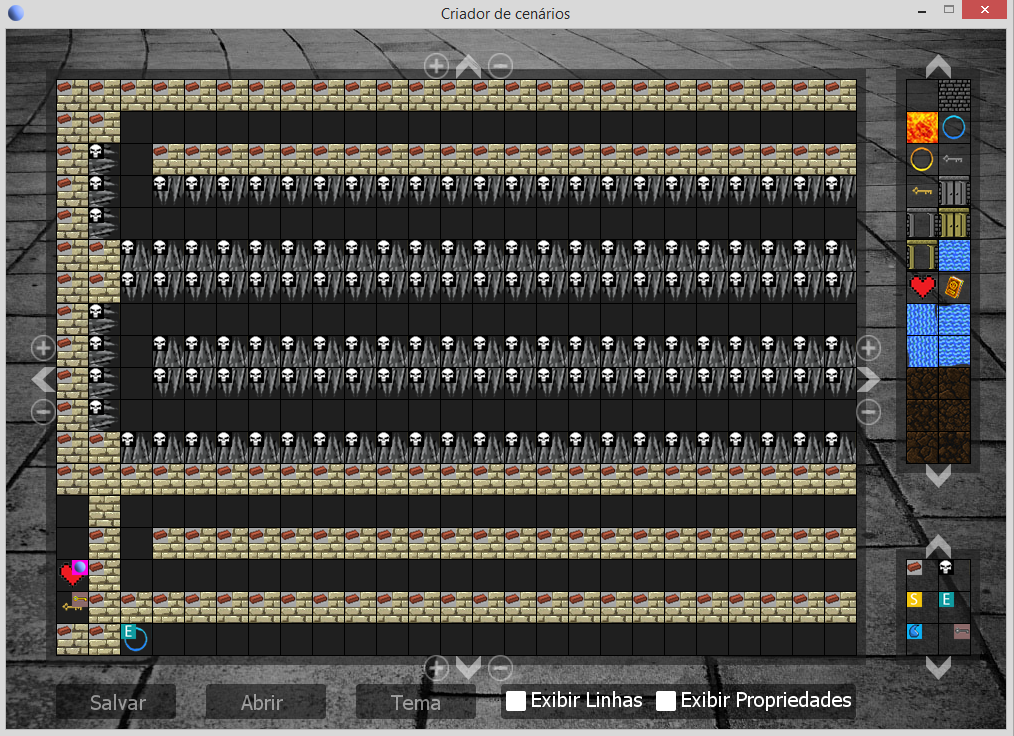 Criador de cenários
S
E
E
Salvar
Abrir
Tema
Exibir Linhas
Exibir Propriedades